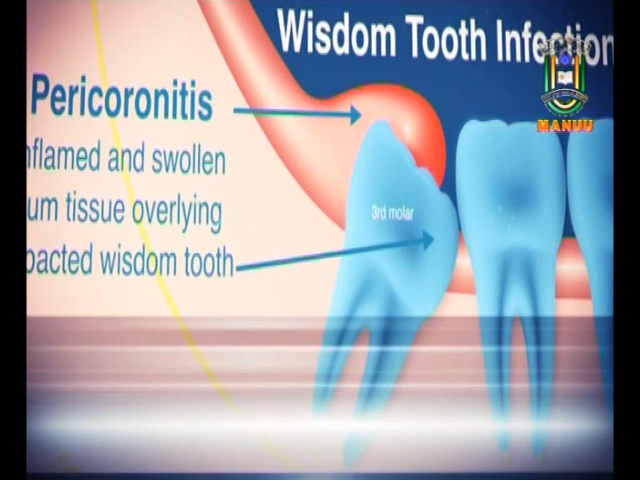 Wisdom Tooth Infection
MANUU
Pericoronitis
nflamed and swollen
um tissue overlying
3rd molar
pacted wisdom tooth